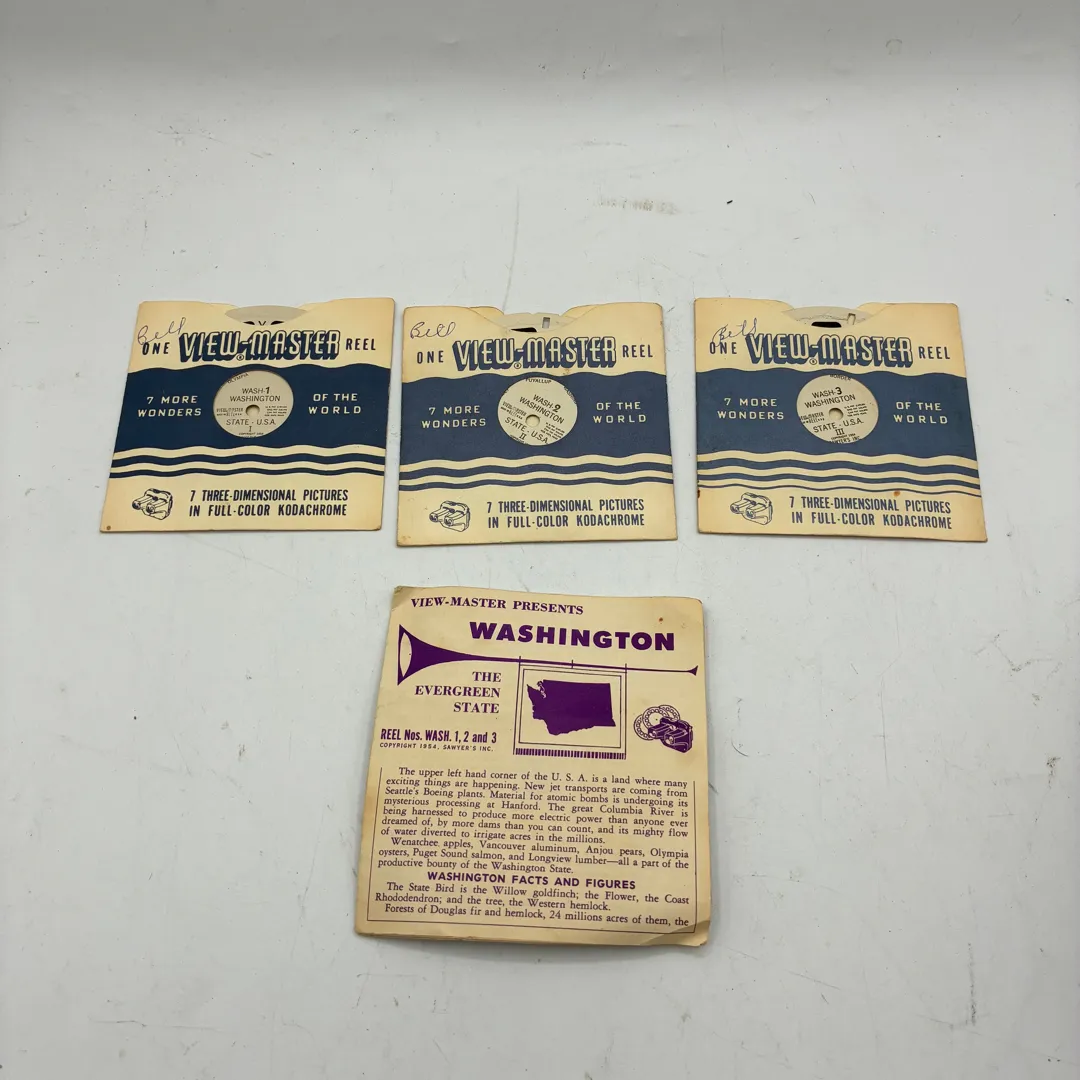 Bell
ONE VIEW-MASTER® REEL
7 MORE WONDERS
OF THE WORLD
OLYMPIA
WASH-1
WASHINGTON
STATE - U.S.A.
I
7 THREE-DIMENSIONAL PICTURES
IN FULL-COLOR KODACHROME
Bell
ONE VIEW-MASTER® REEL
7 MORE WONDERS
OF THE WORLD
PUYALLUP
WASH-2
WASHINGTON
STATE - U.S.A.
II
7 THREE-DIMENSIONAL PICTURES
IN FULL-COLOR KODACHROME
ONE VIEW-MASTER® REEL
7 MORE WONDERS
OF THE WORLD
WASH-3
WASHINGTON
STATE - U.S.A.
III
7 THREE-DIMENSIONAL PICTURES
IN FULL-COLOR KODACHROME
VIEW-MASTER PRESENTS
WASHINGTON
THE
EVERGREEN
STATE
REEL Nos. WASH. 1, 2 and 3
COPYRIGHT 1954, SAWYER'S INC.
The upper left hand corner of the U. S. A. is a land where many
exciting things are happening. New jet transports are coming from
Seattle's Boeing plants. Material for atomic bombs is undergoing its
mysterious processing at Hanford. The great Columbia River is
being harnessed to produce more electric power than anyone ever
dreamed of, by more dams than you can count, and its mighty flow
of water diverted to irrigate acres in the millions.
Wenatchee apples, Vancouver aluminum, Anjou pears, Olympia
oysters, Puget Sound salmon, and Longview lumber—all a part of the
productive bounty of the Washington State.
WASHINGTON FACTS AND FIGURES
The State Bird is the Willow goldfinch; the Flower, the Coast
Rhododendron; and the tree, the Western hemlock.
Forests of Douglas fir and hemlock, 24 millions acres of them, the